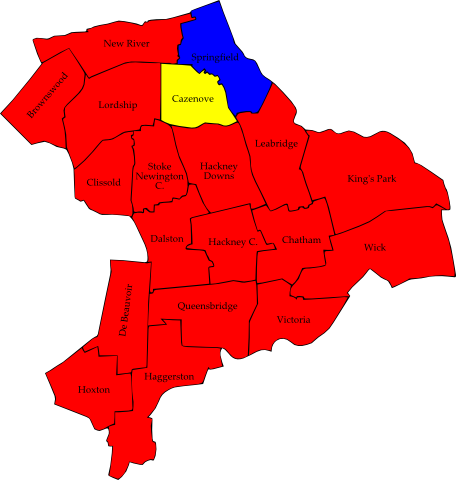 New River
Springfield
Brownswood
Lordship
Cazenove
Leabridge
Clissold
Stoke
Newington
C.
Hackney
Downs
King's Park
Dalston
Hackney C.
Chatham
Wick
De Beauvoir
Queensbridge
Victoria
Haggerston
Hoxton